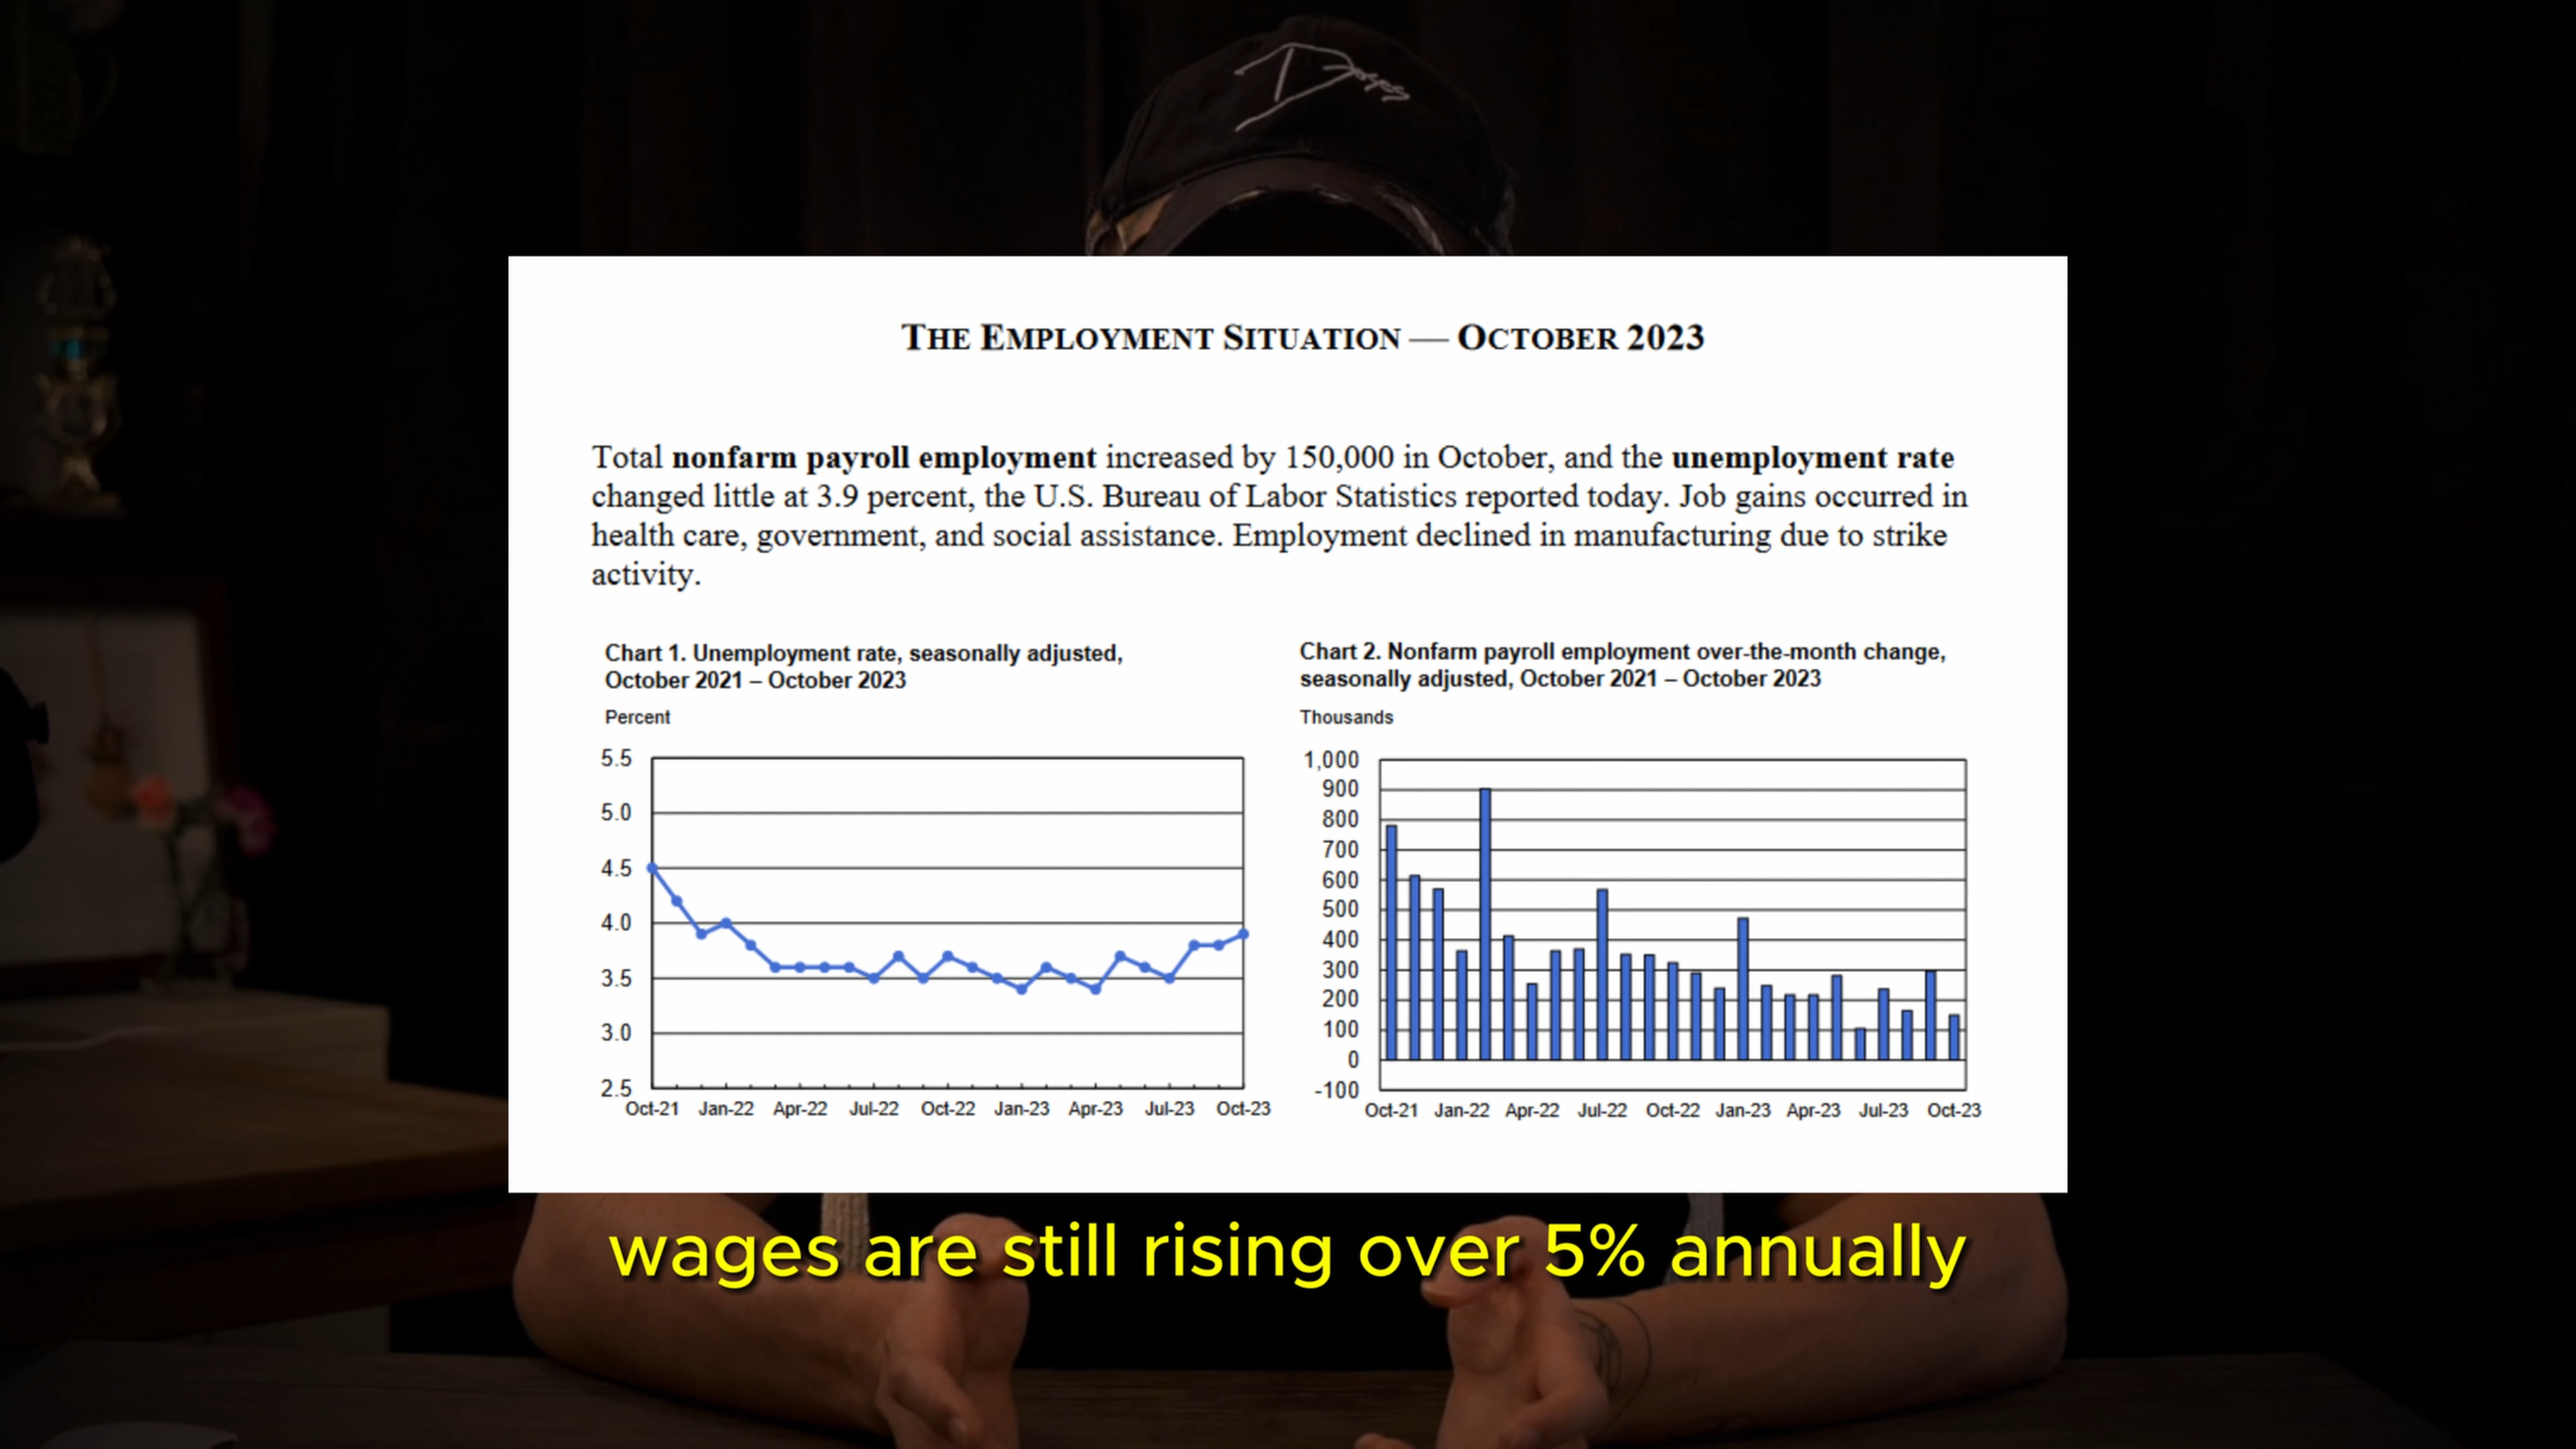 THE EMPLOYMENT SITUATION — OCTOBER 2023
Total nonfarm payroll employment increased by 150,000 in October, and the unemployment rate
changed little at 3.9 percent, the U.S. Bureau of Labor Statistics reported today. Job gains occurred in
health care, government, and social assistance. Employment declined in manufacturing due to strike
activity.
Chart 1. Unemployment rate, seasonally adjusted,
October 2021 – October 2023
Percent
5.5
5.0
4.5
4.0
3.5
3.0
2.5
Oct-21 Jan-22 Apr-22 Jul-22 Oct-22 Jan-23 Apr-23 Jul-23 Oct-23
Chart 2. Nonfarm payroll employment over-the-month change,
seasonally adjusted, October 2021 – October 2023
Thousands
1,000
900
800
700
600
500
400
300
200
100
0
-100
Oct-21 Jan-22 Apr-22 Jul-22 Oct-22 Jan-23 Apr-23 Jul-23 Oct-23
wages are still rising over 5% annually